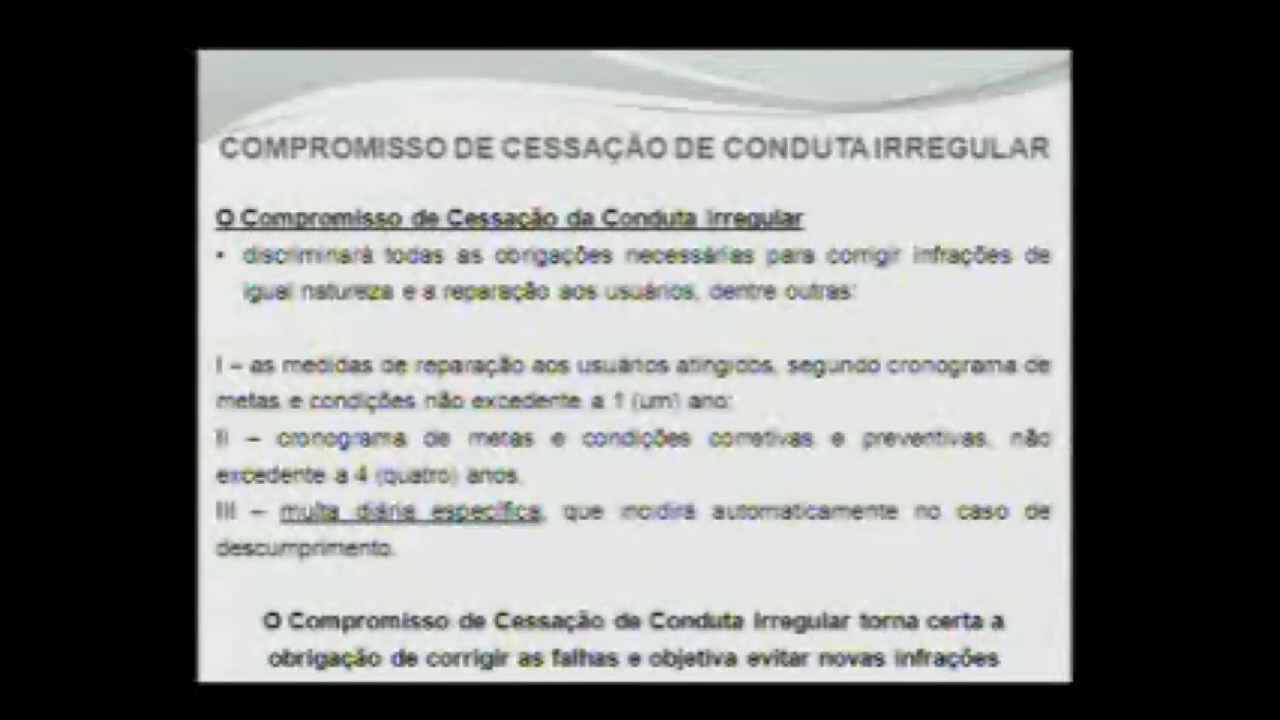 COMPROMISSO DE CESSAÇÃO DE CONDUTA IRREGULAR
O Compromisso de Cessação da Conduta Irregular
• discriminará todas as obrigações necessárias para corrigir infrações de
igual natureza e a reparação aos usuários, dentre outras:
I – as medidas de reparação aos usuários atingidos, segundo cronograma de
metas e condições não excedente a 1 (um) ano;
II – cronograma de metas e condições corretivas e preventivas, não
excedente a 4 (quatro) anos.
III – multa diária específica, que incidirá automaticamente no caso de
descumprimento.
O Compromisso de Cessação de Conduta Irregular torna certa a
obrigação de corrigir as falhas e objetiva evitar novas infrações